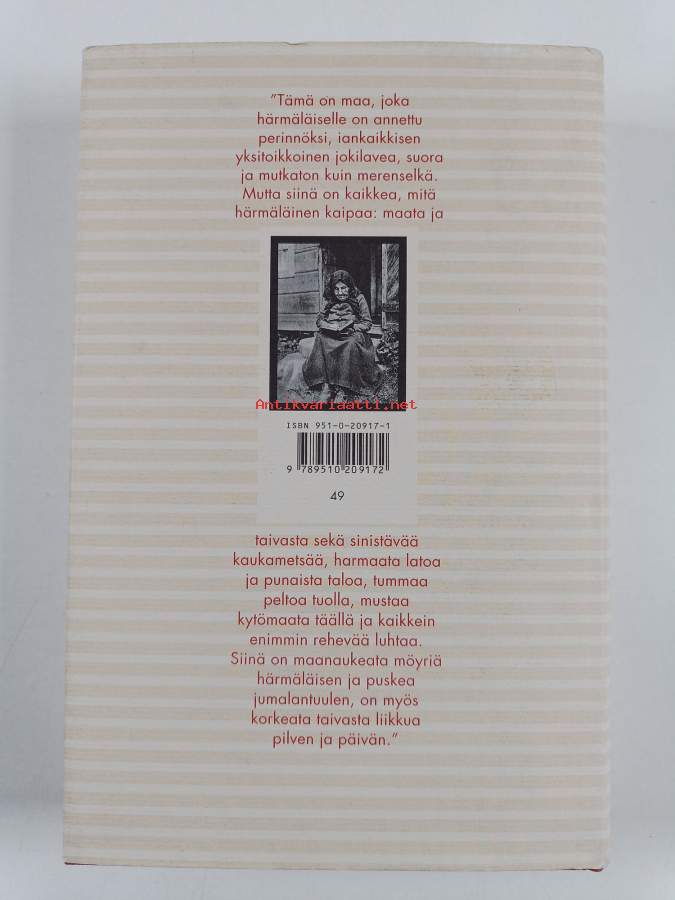 ”Tämä on maa, joka
härmäläiselle on annettu
perinnöksi, iankaikkisen
yksitoikkoinen jokilavea, suora
ja mutkaton kuin merenselkä.
Mutta siinä on kaikkea, mitä
härmäläinen kaipaa: maata ja
Antikvariaatti.net
ISBN 951-0-20917-1
9 789510 209172
49
taivasta sekä sinistävää
kaukametsää, harmaata latoa
ja punaista taloa, tummaa
peltoa tuolla, mustaa
kytömaata täällä ja kaikkein
enimmin rehevää luhtaa.
Siinä on maanaukeata möyriä
härmäläisen ja puskea
jumalantuulen, on myös
korkeata taivasta liikkua
pilven ja päivän.”